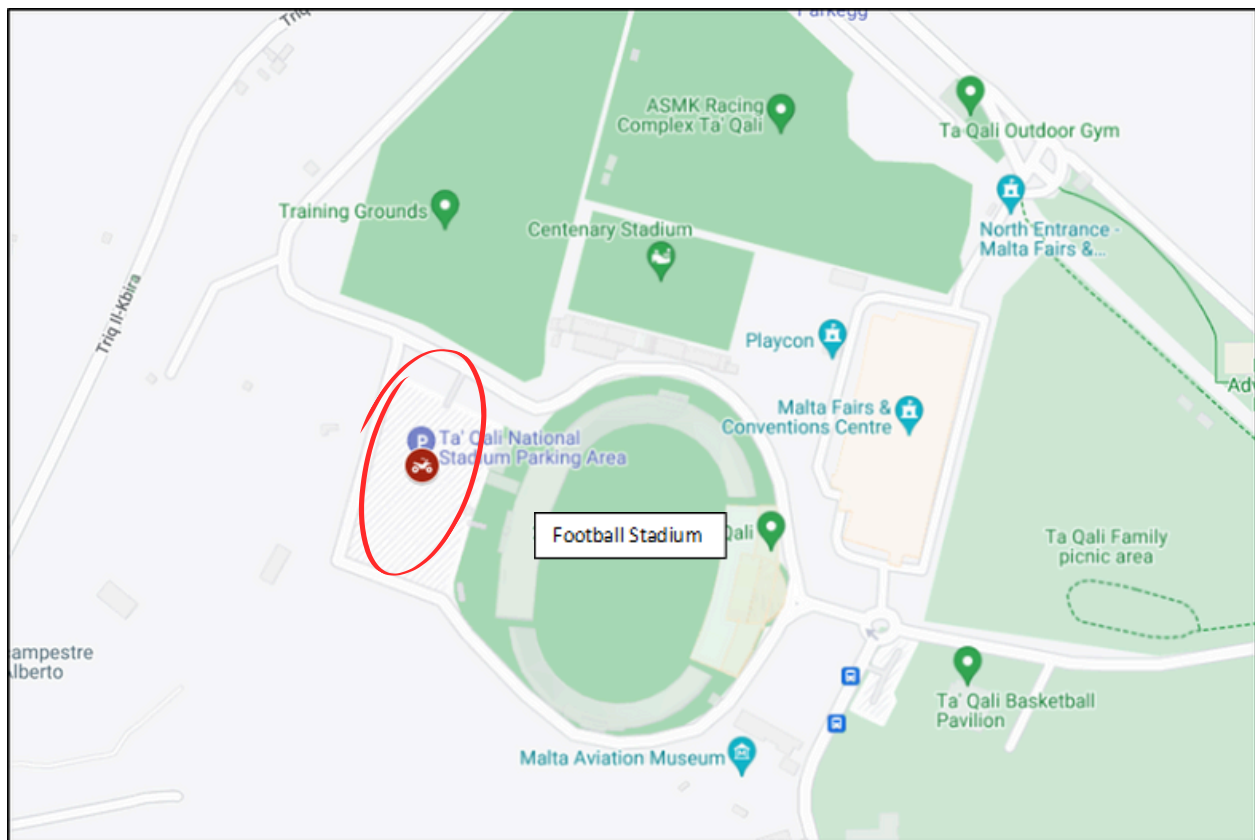 Triq
Parkegg
ASMK Racing
Complex Ta' Qali
Ta Qali Outdoor Gym
Training Grounds
Centenary Stadium
North Entrance -
Malta Fairs &...
Triq Il-Kbira
Playcon
Malta Fairs &
Conventions Centre
Adv
P
Ta' Qali National
Stadium Parking Area
Football Stadium
Qali
Ta Qali Family
picnic area
ampestre
Alberto
Ta' Qali Basketball
Pavilion
Malta Aviation Museum